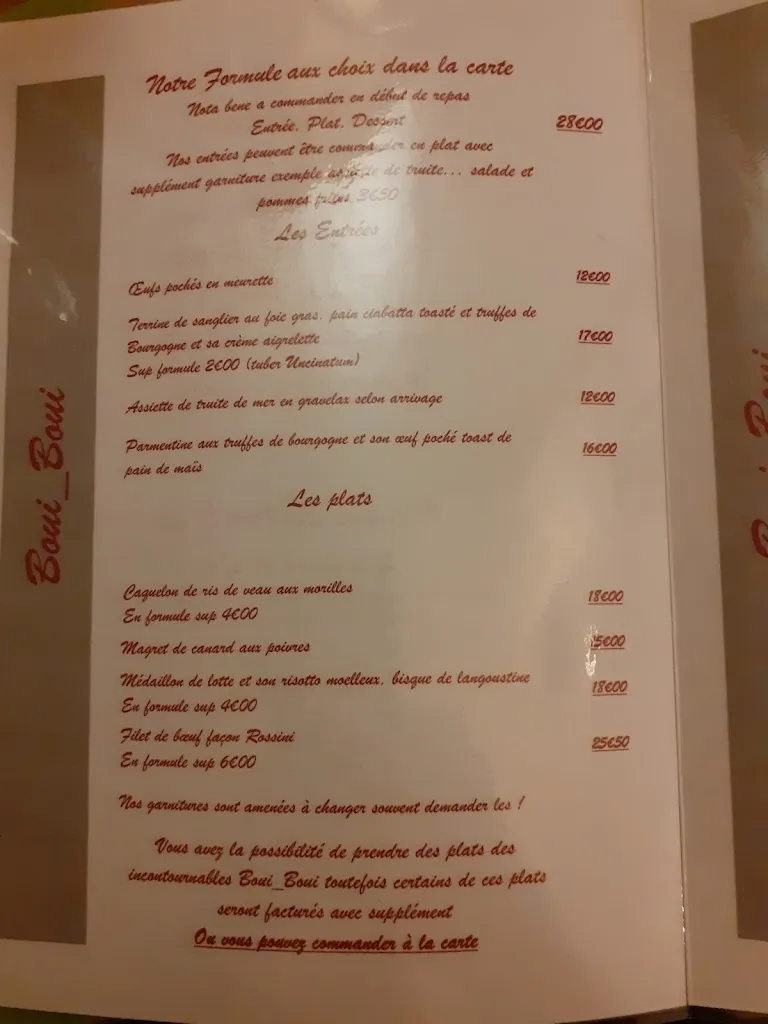 Notre Formule aux choix dans la carte
Nota bene a commander en début de repas
Entrée, Plat, Dessert 28€00
Nos entrées peuvent être commander en plat avec
supplément garniture exemple assiette de truite... salade et
pommes frites 3€50
Les Entrées
Œufs pochés en meurette 12€00
Terrine de sanglier au foie gras, pain ciabatta toasté et truffes de
Bourgogne et sa crème aigrelette 17€00
Sup formule 2€00 (tuber Uncinatum)
Assiette de truite de mer en gravelax selon arrivage 12€00
Parmentine aux truffes de bourgogne et son œuf poché toast de 16€00
pain de maïs
Les plats
Caquelon de ris de veau aux morilles 18€00
En formule sup 4€00
Magret de canard aux poivres 15€00
Médaillon de lotte et son risotto moelleux, bisque de langoustine 18€00
En formule sup 4€00
Filet de bœuf façon Rossini 25€50
En formule sup 6€00
Nos garnitures sont amenées à changer souvent demander les !
Vous avez la possibilité de prendre des plats des
incontournables Boui_Boui toutefois certains de ces plats
seront facturés avec supplément
Ou vous pouvez commander à la carte
Boui_Boui